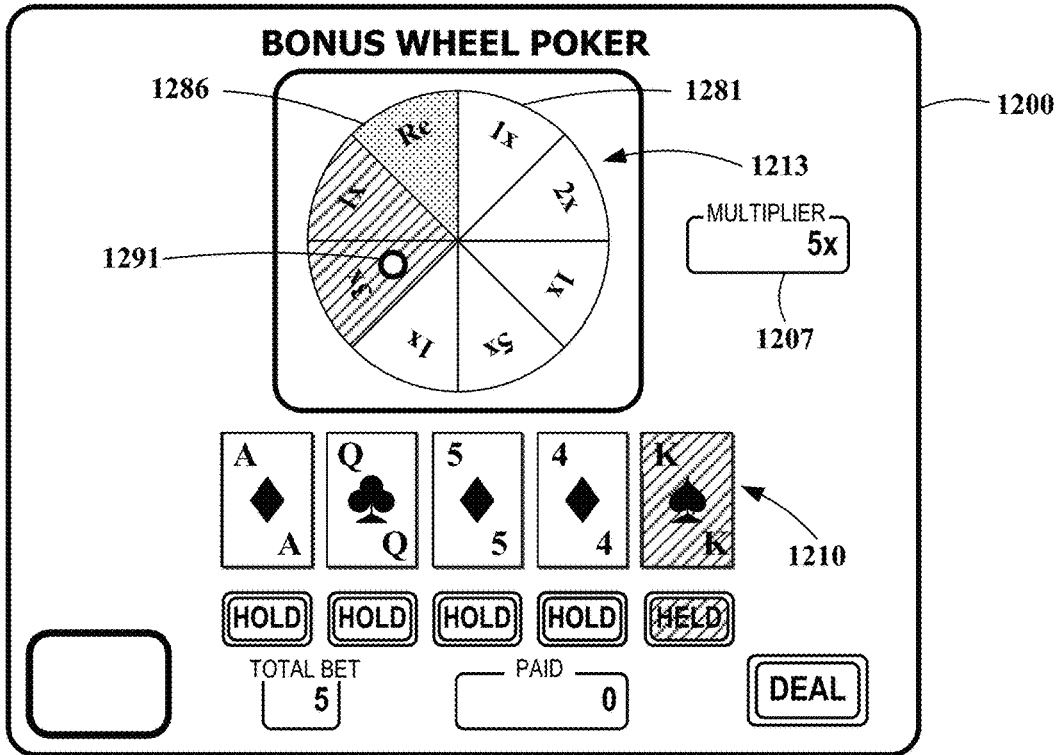 BONUS WHEEL POKER
1286
1281
1200
Re
1x
1213
1x
2x
MULTIPLIER
5x
1291
3x
1x
1207
1x
5x
A Q 5 4 K
A Q 5 4 K
1210
HOLD HOLD HOLD HOLD HELD
TOTAL BET
5
PAID
0
DEAL